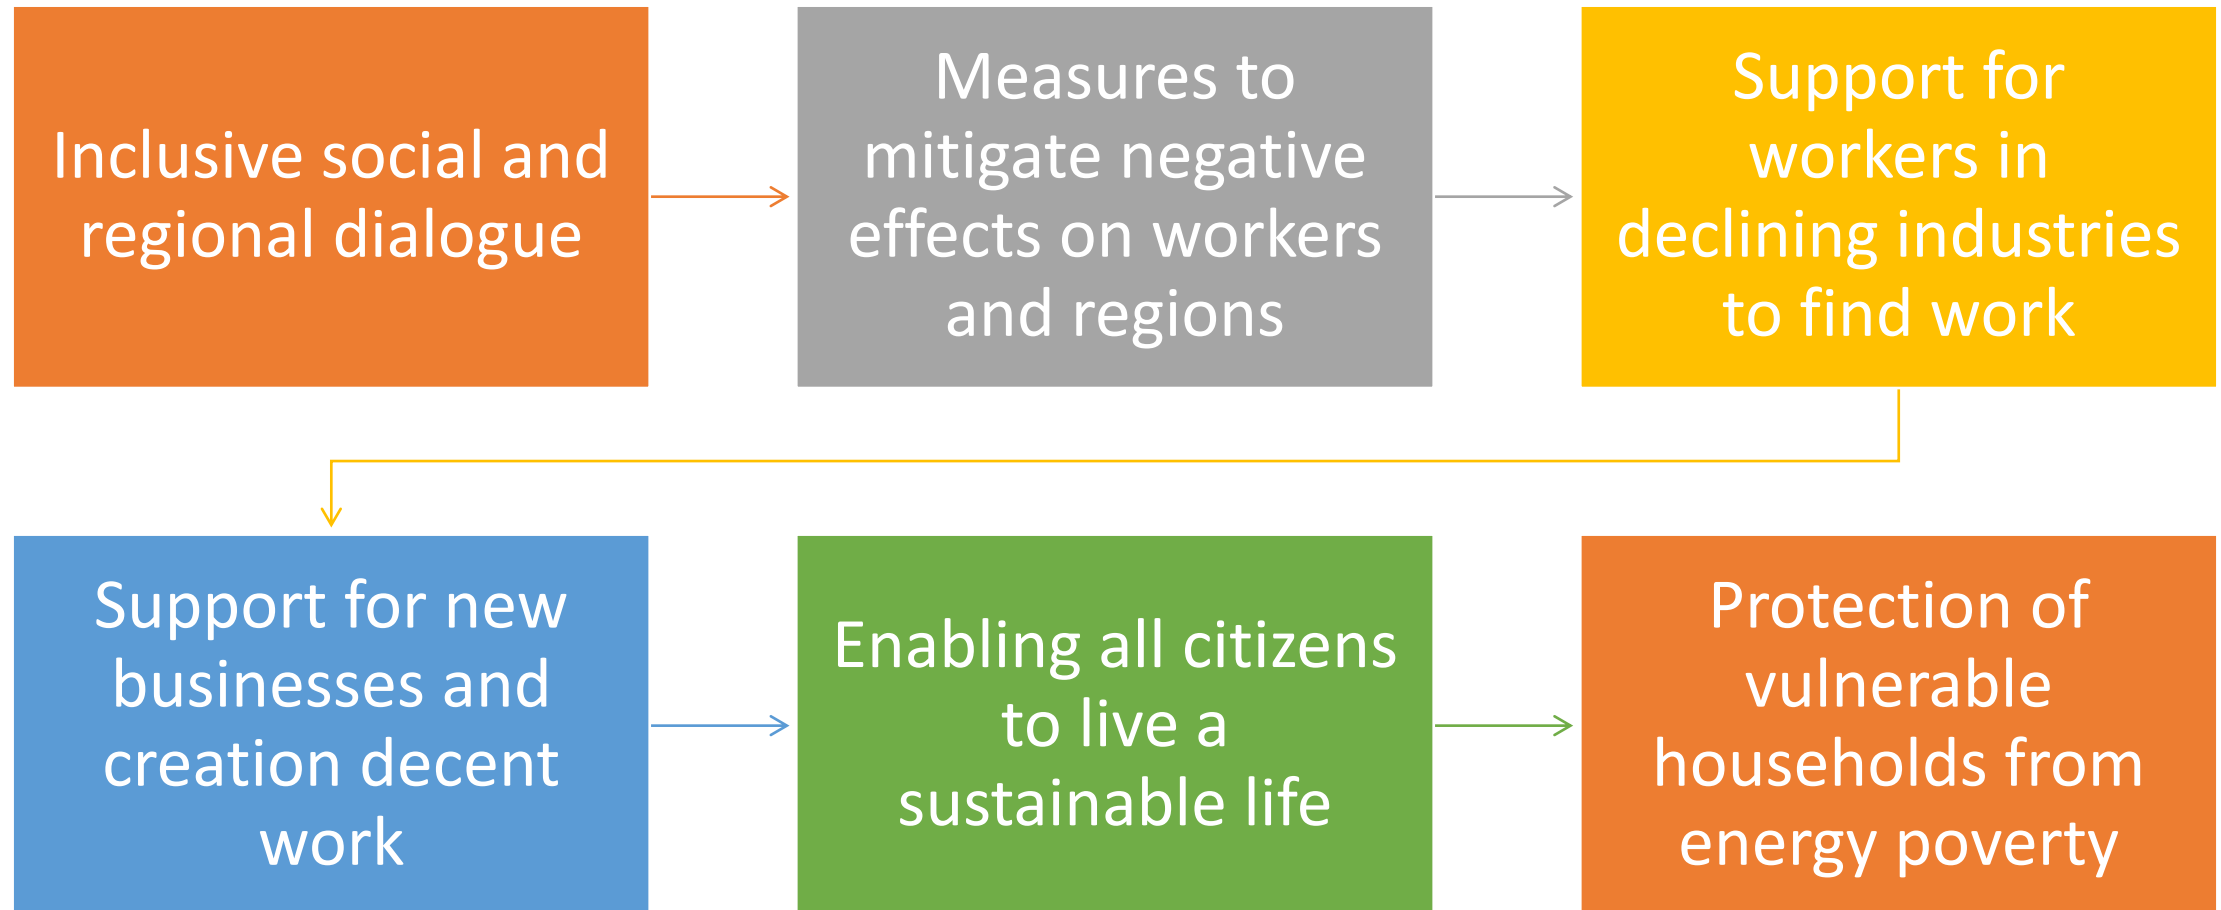 Inclusive social and
regional dialogue
Measures to
mitigate negative
effects on workers
and regions
Support for
workers in
declining industries
to find work
Support for new
businesses and
creation decent
work
Enabling all citizens
to live a
sustainable life
Protection of
vulnerable
households from
energy poverty